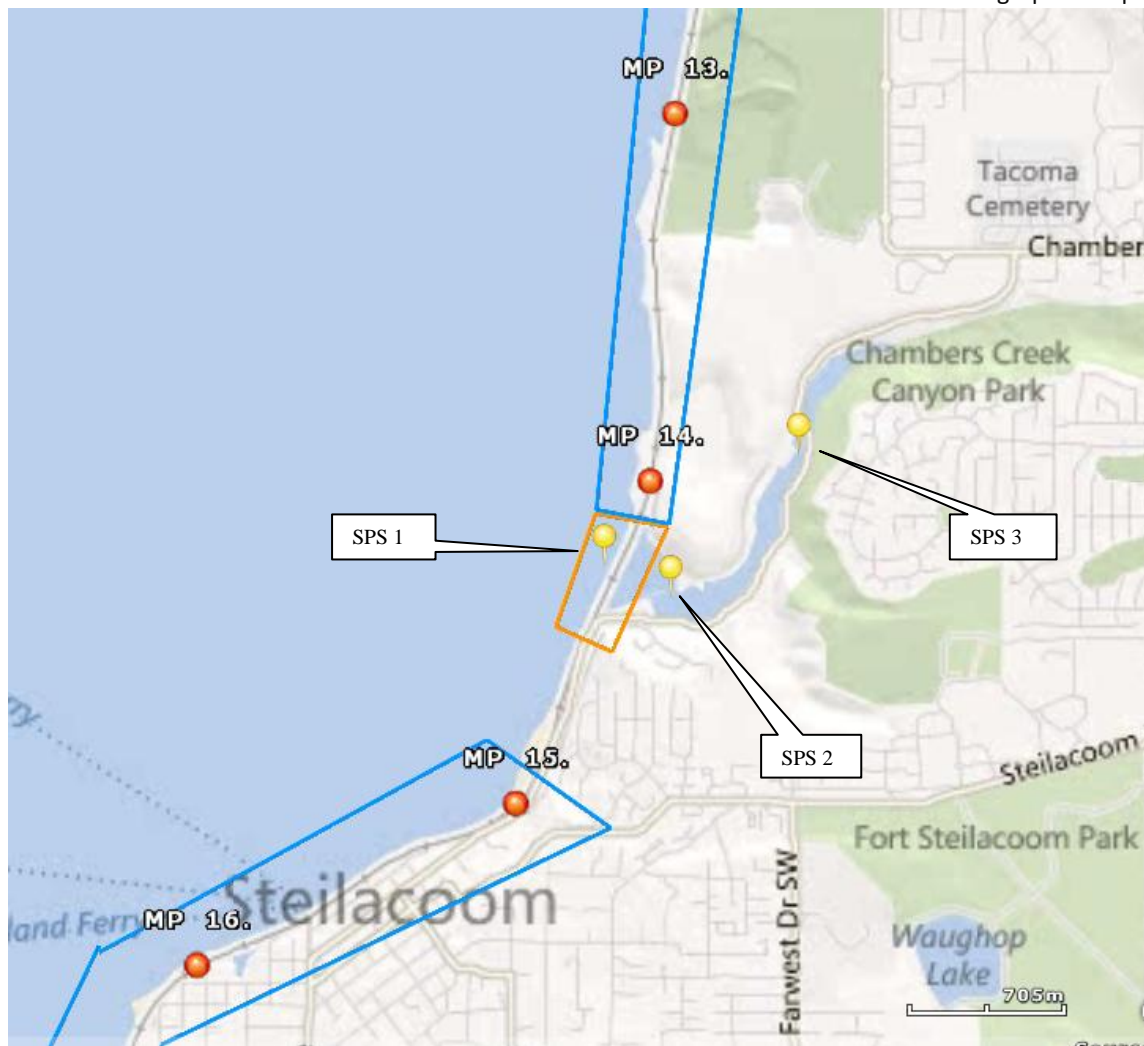 MP 13.
Tacoma
Cemetery
Chamber
Chambers Creek
Canyon Park
MP 14.
SPS 1
SPS 3
SPS 2
Steilacoom
MP 15.
Fort Steilacoom Park
Steilacoom
Farwest Dr SW
MP 16.
and Ferry
Waughop
Lake
705m